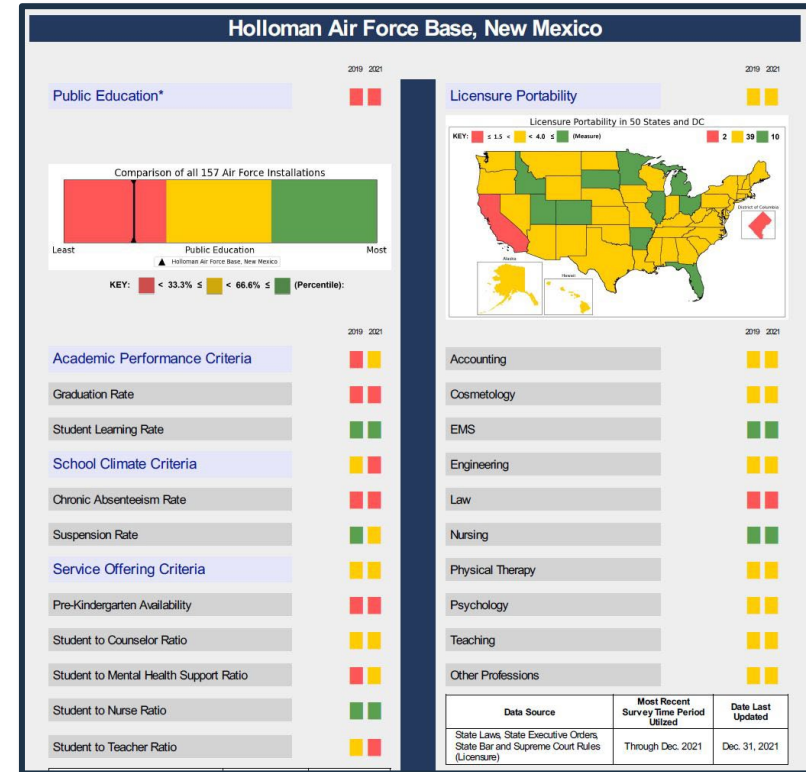 Holloman Air Force Base, New Mexico
2019 2021
Public Education*
Comparison of all 157 Air Force Installations
Least
Public Education
Most
Holloman Air Force Base, New Mexico
KEY: < 33.3% ≤ < 66.6% ≤ (Percentile):
2019 2021
Academic Performance Criteria
Graduation Rate
Student Learning Rate
School Climate Criteria
Chronic Absenteeism Rate
Suspension Rate
Service Offering Criteria
Pre-Kindergarten Availability
Student to Counselor Ratio
Student to Mental Health Support Ratio
Student to Nurse Ratio
Student to Teacher Ratio
2019 2021
Licensure Portability
Licensure Portability in 50 States and DC
KEY: ≤ 1.5 < < 4.0 ≤ (Measure) 2 39 10
District of Columbia
Alaska
Hawaii
2019 2021
Accounting
Cosmetology
EMS
Engineering
Law
Nursing
Physical Therapy
Psychology
Teaching
Other Professions
Data Source
Most Recent
Survey Time Period
Utilzed
Date Last
Updated
State Laws, State Executive Orders,
State Bar and Supreme Court Rules
(Licensure)
Through Dec. 2021
Dec. 31, 2021